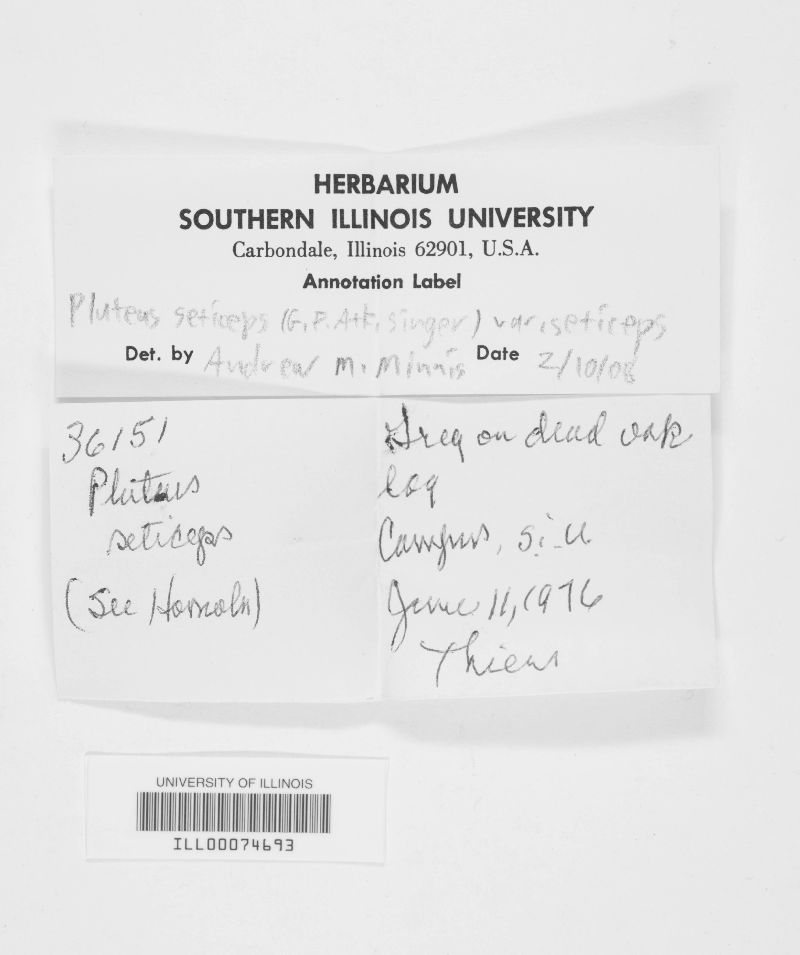 HERBARIUM
SOUTHERN ILLINOIS UNIVERSITY
Carbondale, Illinois 62901, U.S.A.
Annotation Label
Pluteus seticeps (G.F. Atk. Singer) var. seticeps
Det. by Andrew M. Minnis Date 2/10/08
36151
Pluteus
seticeps
(See Homola)
Greg on dead oak
log
Campus, S.I.U.
June 11, 1976
Thiers
UNIVERSITY OF ILLINOIS
ILL00074693